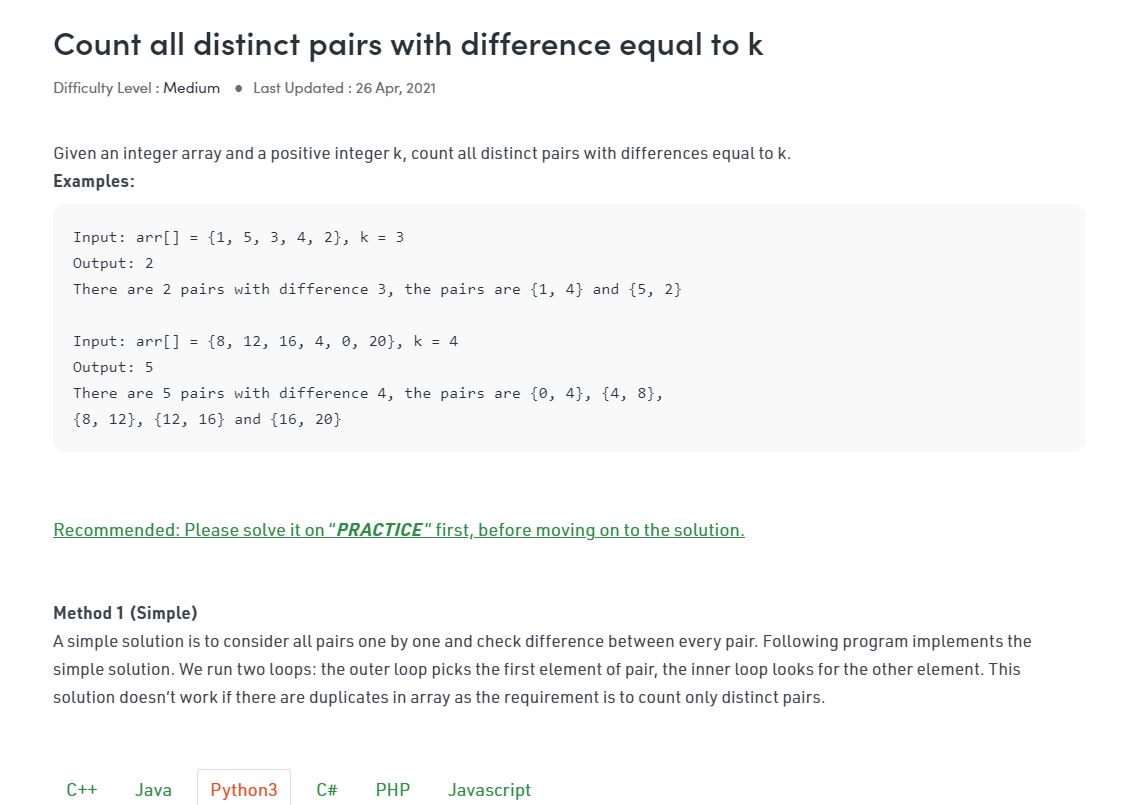 Count all distinct pairs with difference equal to k
Difficulty Level : Medium ● Last Updated : 26 Apr, 2021
Given an integer array and a positive integer k, count all distinct pairs with differences equal to k.
Examples:
Input: arr[] = {1, 5, 3, 4, 2}, k = 3
Output: 2
There are 2 pairs with difference 3, the pairs are {1, 4} and {5, 2}
Input: arr[] = {8, 12, 16, 4, 0, 20}, k = 4
Output: 5
There are 5 pairs with difference 4, the pairs are {0, 4}, {4, 8},
{8, 12}, {12, 16} and {16, 20}
Recommended: Please solve it on “PRACTICE” first, before moving on to the solution.
Method 1 (Simple)
A simple solution is to consider all pairs one by one and check difference between every pair. Following program implements the
simple solution. We run two loops: the outer loop picks the first element of pair, the inner loop looks for the other element. This
solution doesn’t work if there are duplicates in array as the requirement is to count only distinct pairs.
C++ Java Python3 C# PHP Javascript